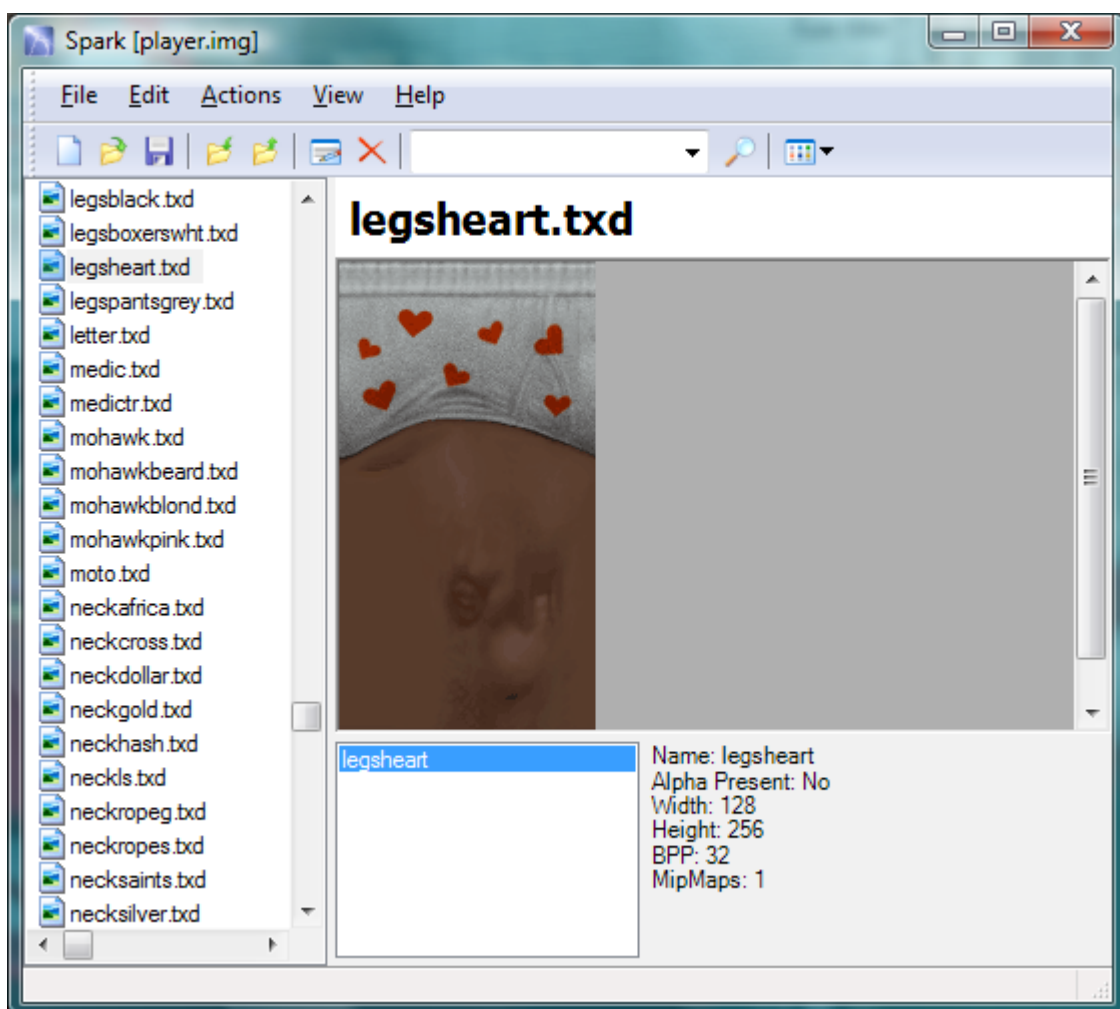 Spark [player.img]
File Edit Actions View Help
legsblack.txd
legsboxerswht.txd
legsheart.txd
legspantsgrey.txd
letter.txd
medic.txd
medictr.txd
mohawk.txd
mohawkbeard.txd
mohawkblond.txd
mohawkpink.txd
moto.txd
neckafrica.txd
neckcross.txd
neckdollar.txd
neckgold.txd
neckhash.txd
neckls.txd
neckropeg.txd
neckropes.txd
necksaints.txd
necksilver.txd
legsheart.txd
legsheart
Name: legsheart
Alpha Present: No
Width: 128
Height: 256
BPP: 32
MipMaps: 1